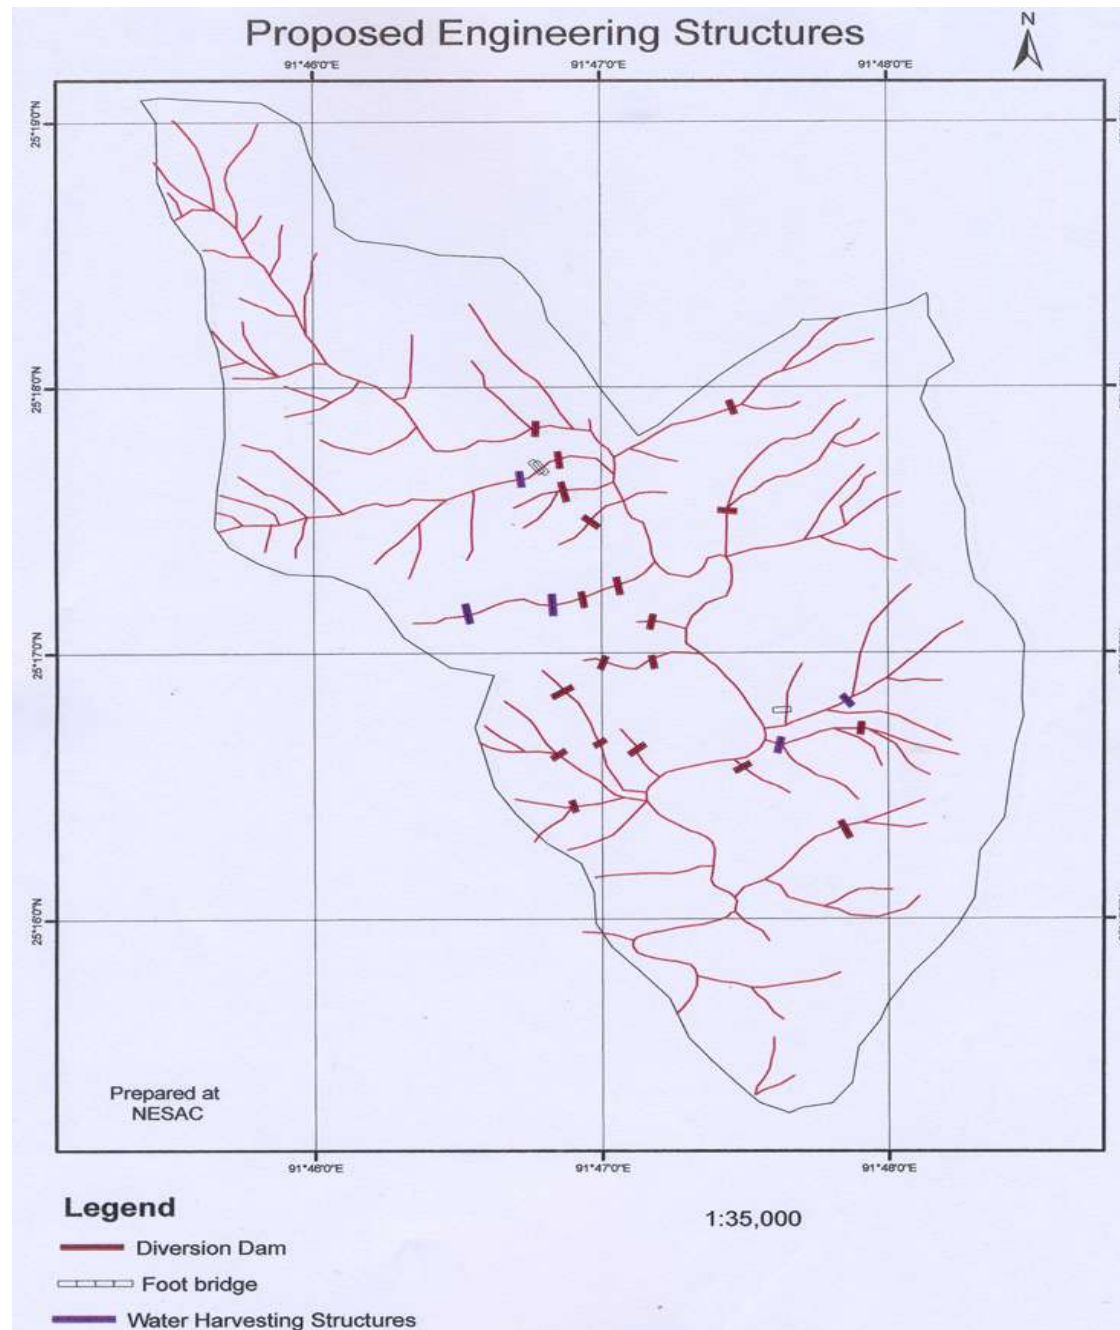 Proposed Engineering Structures
N
91°46'0"E 91°47'0"E 91°48'0"E
25°19'0"N
25°18'0"N
25°17'0"N
25°16'0"N
Prepared at
NESAC
91°46'0"E 91°47'0"E 91°48'0"E
Legend
1:35,000
Diversion Dam
Foot bridge
Water Harvesting Structures